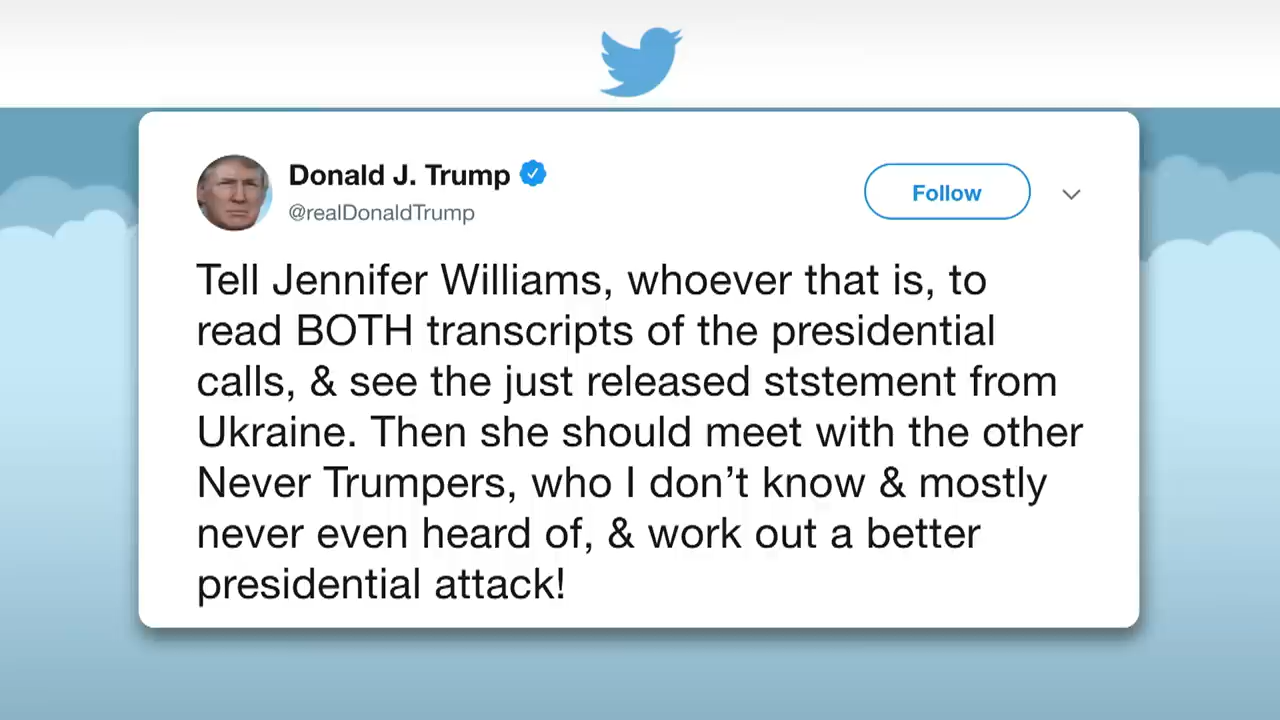 Donald J. Trump
@realDonaldTrump
Follow
Tell Jennifer Williams, whoever that is, to
read BOTH transcripts of the presidential
calls, & see the just released ststement from
Ukraine. Then she should meet with the other
Never Trumpers, who I don’t know & mostly
never even heard of, & work out a better
presidential attack!